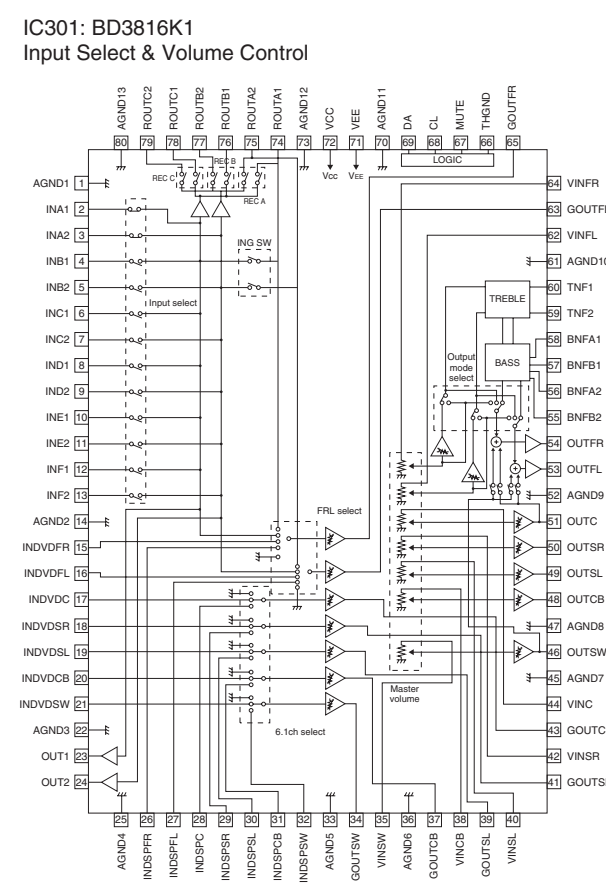 IC301: BD3816K1
Input Select & Volume Control
AGND13
ROUTC2
ROUTC1
ROUTB2
ROUTB1
ROUTA2
ROUTA1
AGND12
VCC
VEE
AGND11
DA
CL
MUTE
THGND
GOUTFR
80 79 78 77 76 75 74 73 72 71 70 69 68 67 66 65
LOGIC
REC B
REC C
REC A
Vcc
VEE
AGND1 1
INA1 2
INA2 3
INB1 4
INB2 5
INC1 6
INC2 7
IND1 8
IND2 9
INE1 10
INE2 11
INF1 12
INF2 13
AGND2 14
INDVDFR 15
INDVDFL 16
INDVDC 17
INDVDSR 18
INDVDSL 19
INDVDCB 20
INDVDSW 21
AGND3 22
OUT1 23
OUT2 24
ING SW
Input select
FRL select
6.1ch select
TREBLE
BASS
Output
mode
select
Master
volume
64 VINFR
63 GOUTF
62 VINFL
61 AGND10
60 TNF1
59 TNF2
58 BNFA1
57 BNFB1
56 BNFA2
55 BNFB2
54 OUTFR
53 OUTFL
52 AGND9
51 OUTC
50 OUTSR
49 OUTSL
48 OUTCB
47 AGND8
46 OUTSW
45 AGND7
44 VINC
43 GOUTC
42 VINSR
41 GOUTS
25 26 27 28 29 30 31 32 33 34 35 36 37 38 39 40
AGND4
INDSPFR
INDSPFL
INDSPC
INDSPSR
INDSPSL
INDSPCB
INDSPSW
AGND5
GOUTSW
VINSW
AGND6
GOUTCB
VINCB
GOUTSL
VINSL